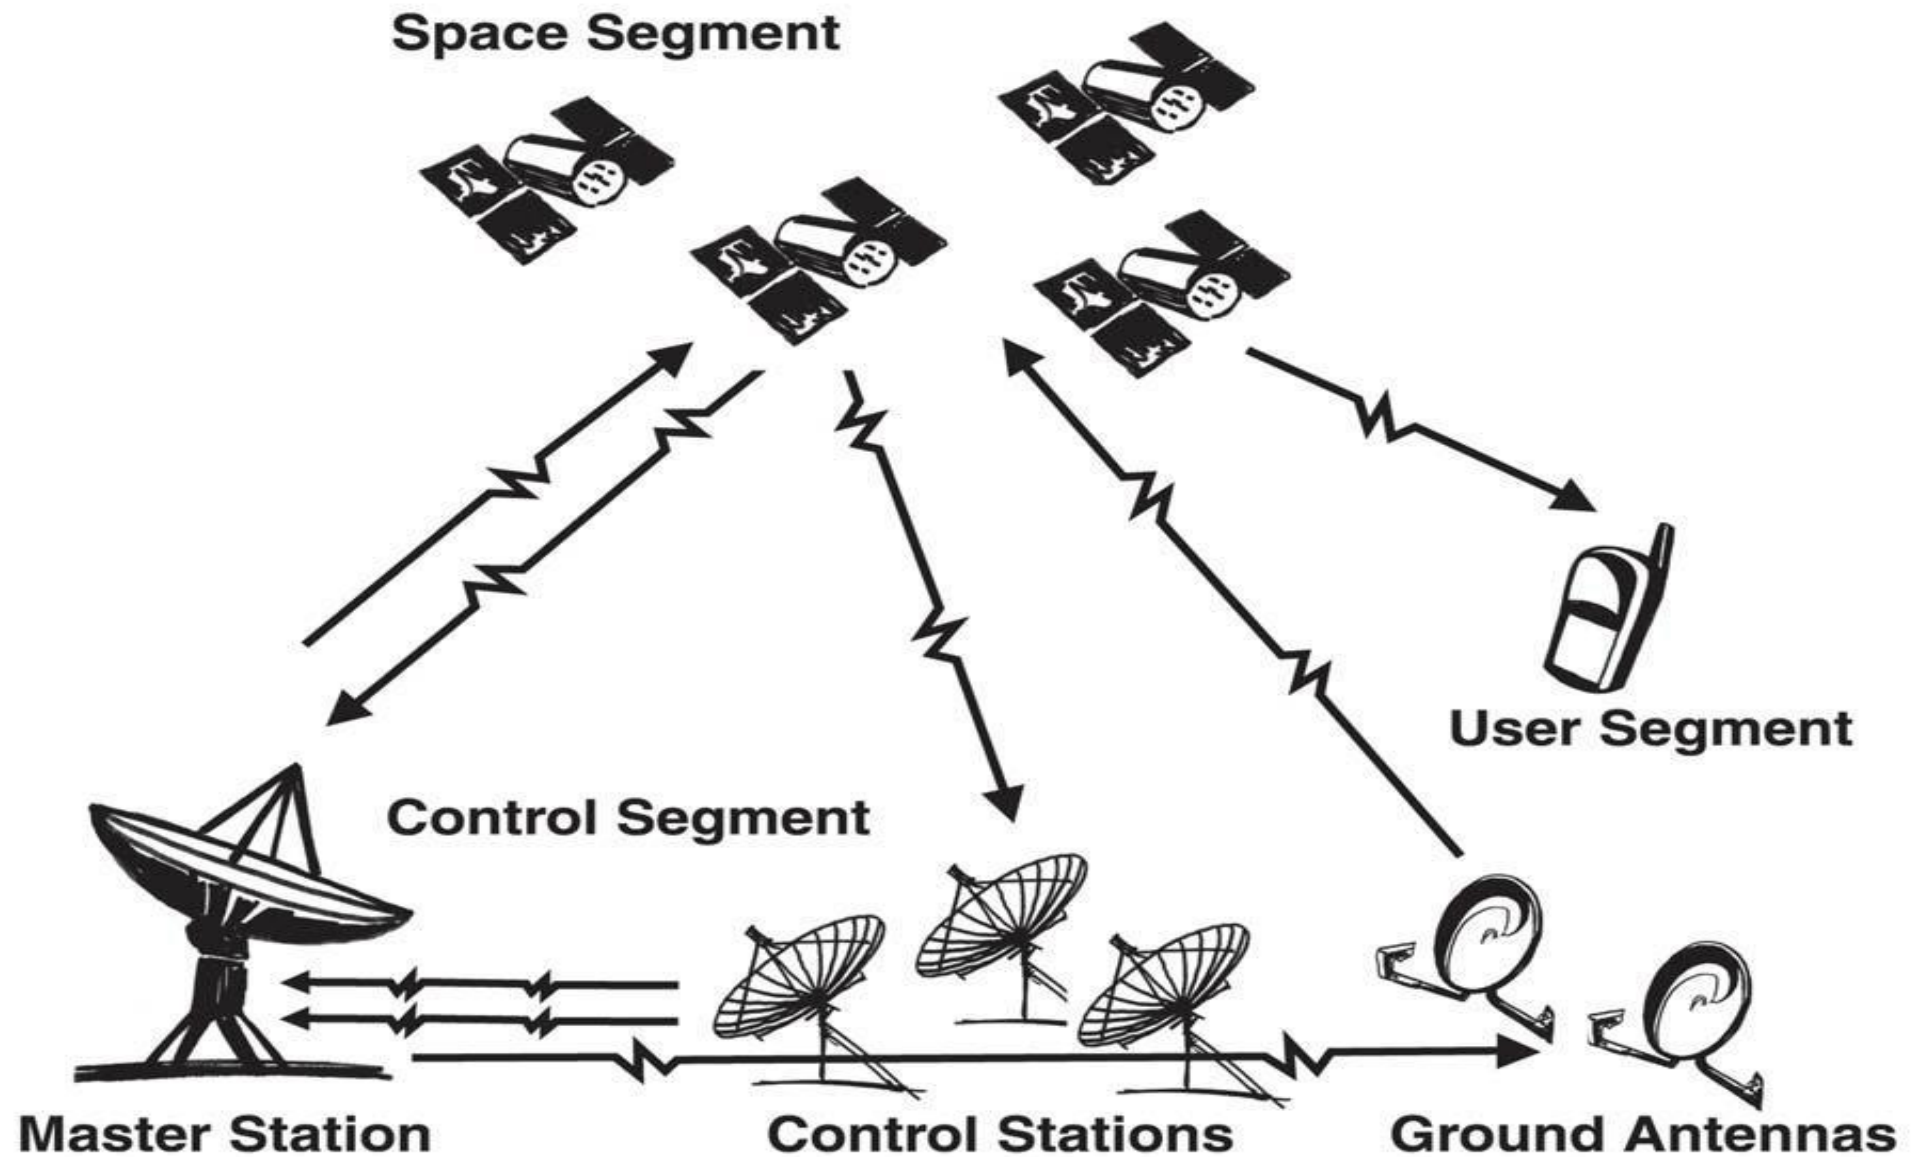 Space Segment
User Segment
Control Segment
Master Station
Control Stations
Ground Antennas